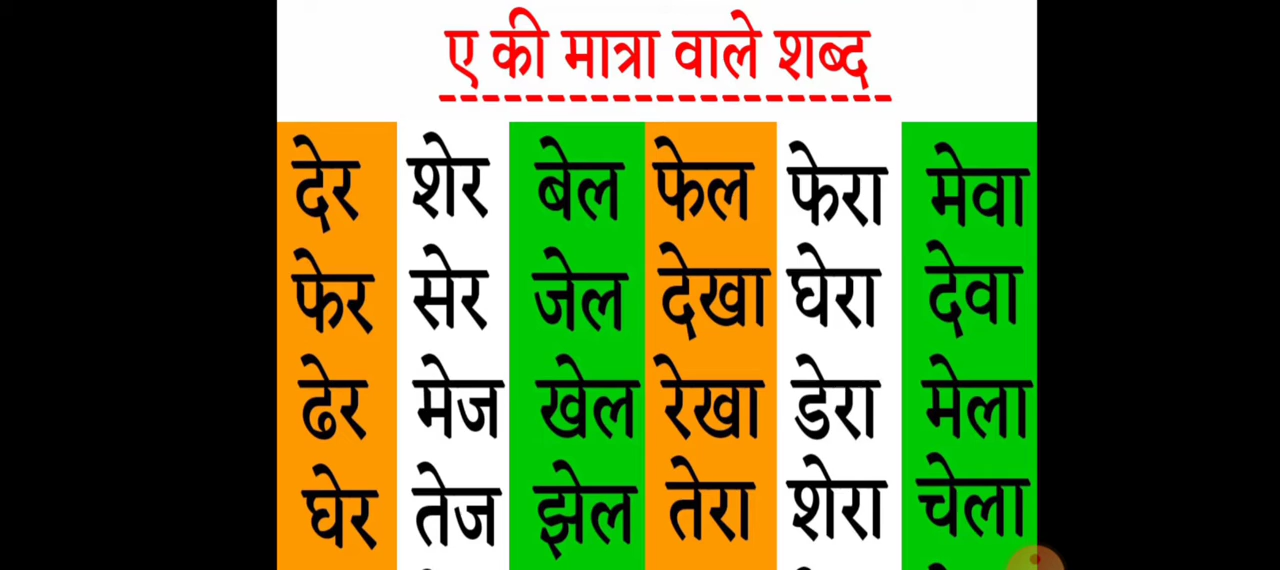 ए की मात्रा वाले शब्द
देर शेर बेल फेल फेरा मेवा
फेर सेर जेल देखा घेरा देवा
ढेर मेज खेल रेखा डेरा मेला
घेर तेज झेल तेरा शेरा चेला